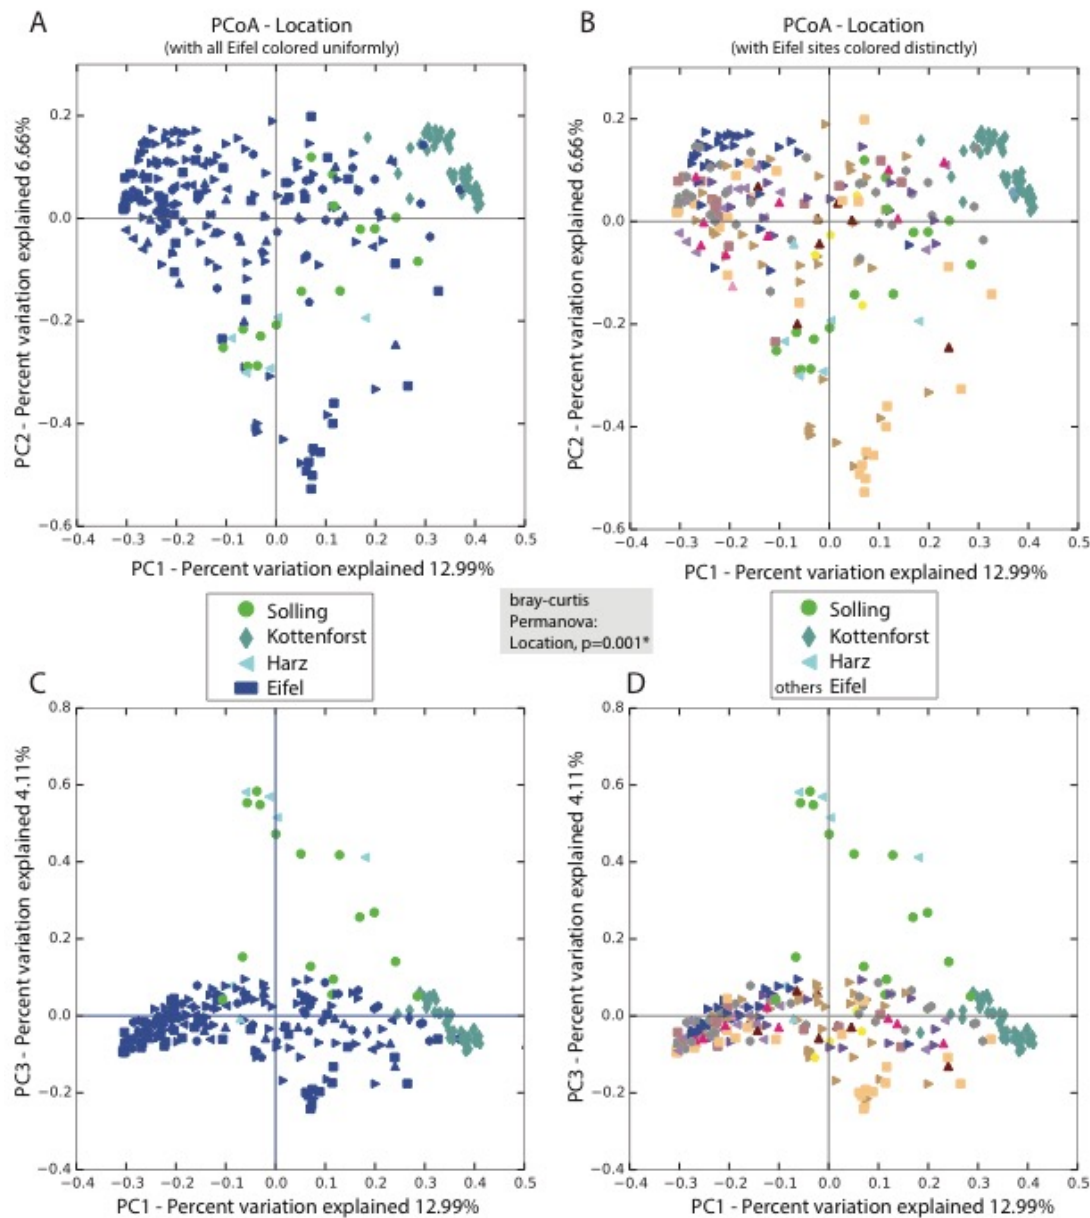 A
PCoA - Location
(with all Eifel colored uniformly)
PC2 - Percent variation explained 6.66%
0.2
0.0
−0.2
−0.4
−0.6
−0.4 −0.3 −0.2 −0.1 0.0 0.1 0.2 0.3 0.4 0.5
PC1 - Percent variation explained 12.99%
B
PCoA - Location
(with Eifel sites colored distinctly)
PC2 - Percent variation explained 6.66%
0.2
0.0
−0.2
−0.4
−0.6
−0.4 −0.3 −0.2 −0.1 0.0 0.1 0.2 0.3 0.4 0.5
PC1 - Percent variation explained 12.99%
Solling
Kottenforst
Harz
Eifel
bray-curtis
Permanova:
Location, p=0.001*
Solling
Kottenforst
Harz
others Eifel
C
PC3 - Percent variation explained 4.11%
0.8
0.6
0.4
0.2
0.0
−0.2
−0.4
−0.4 −0.3 −0.2 −0.1 0.0 0.1 0.2 0.3 0.4 0.5
PC1 - Percent variation explained 12.99%
D
PC3 - Percent variation explained 4.11%
0.8
0.6
0.4
0.2
0.0
−0.2
−0.4
−0.4 −0.3 −0.2 −0.1 0.0 0.1 0.2 0.3 0.4 0.5
PC1 - Percent variation explained 12.99%